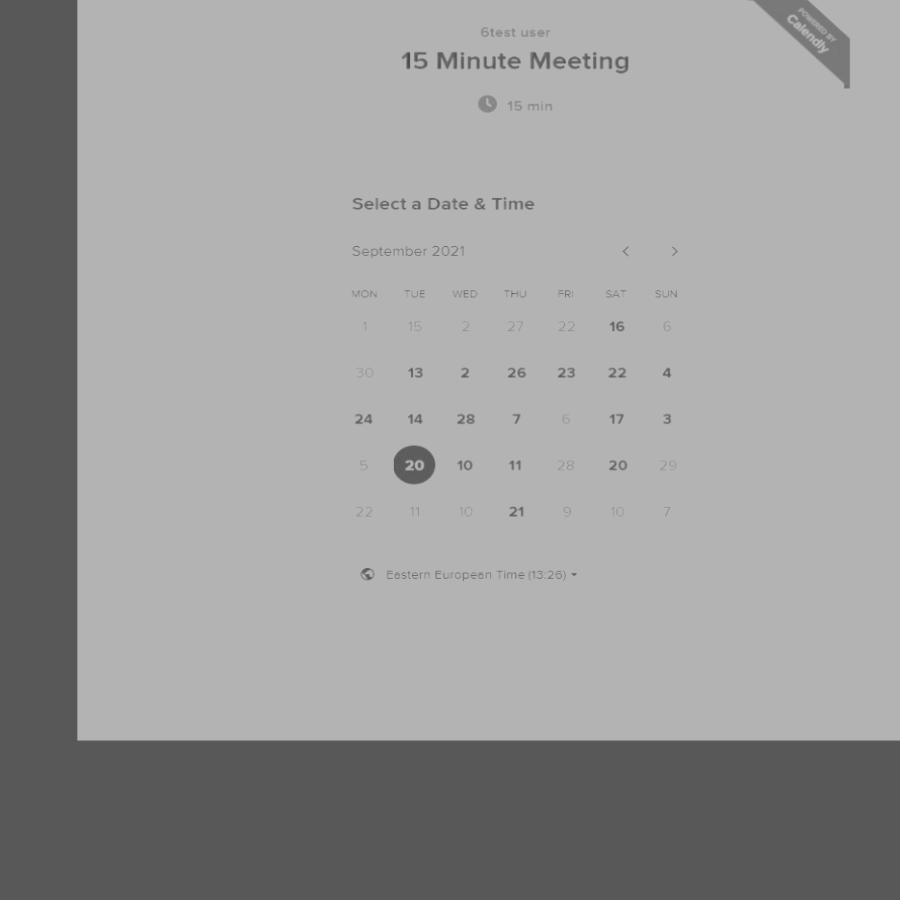 POWERED BY
Calendly
6test user
15 Minute Meeting
15 min
Select a Date & Time
September 2021
MON TUE WED THU FRI SAT SUN
1 15 2 27 22 16 6
30 13 2 26 23 22 4
24 14 28 7 6 17 3
5 20 10 11 28 20 29
22 11 10 21 9 10 7
Eastern European Time (13:26)